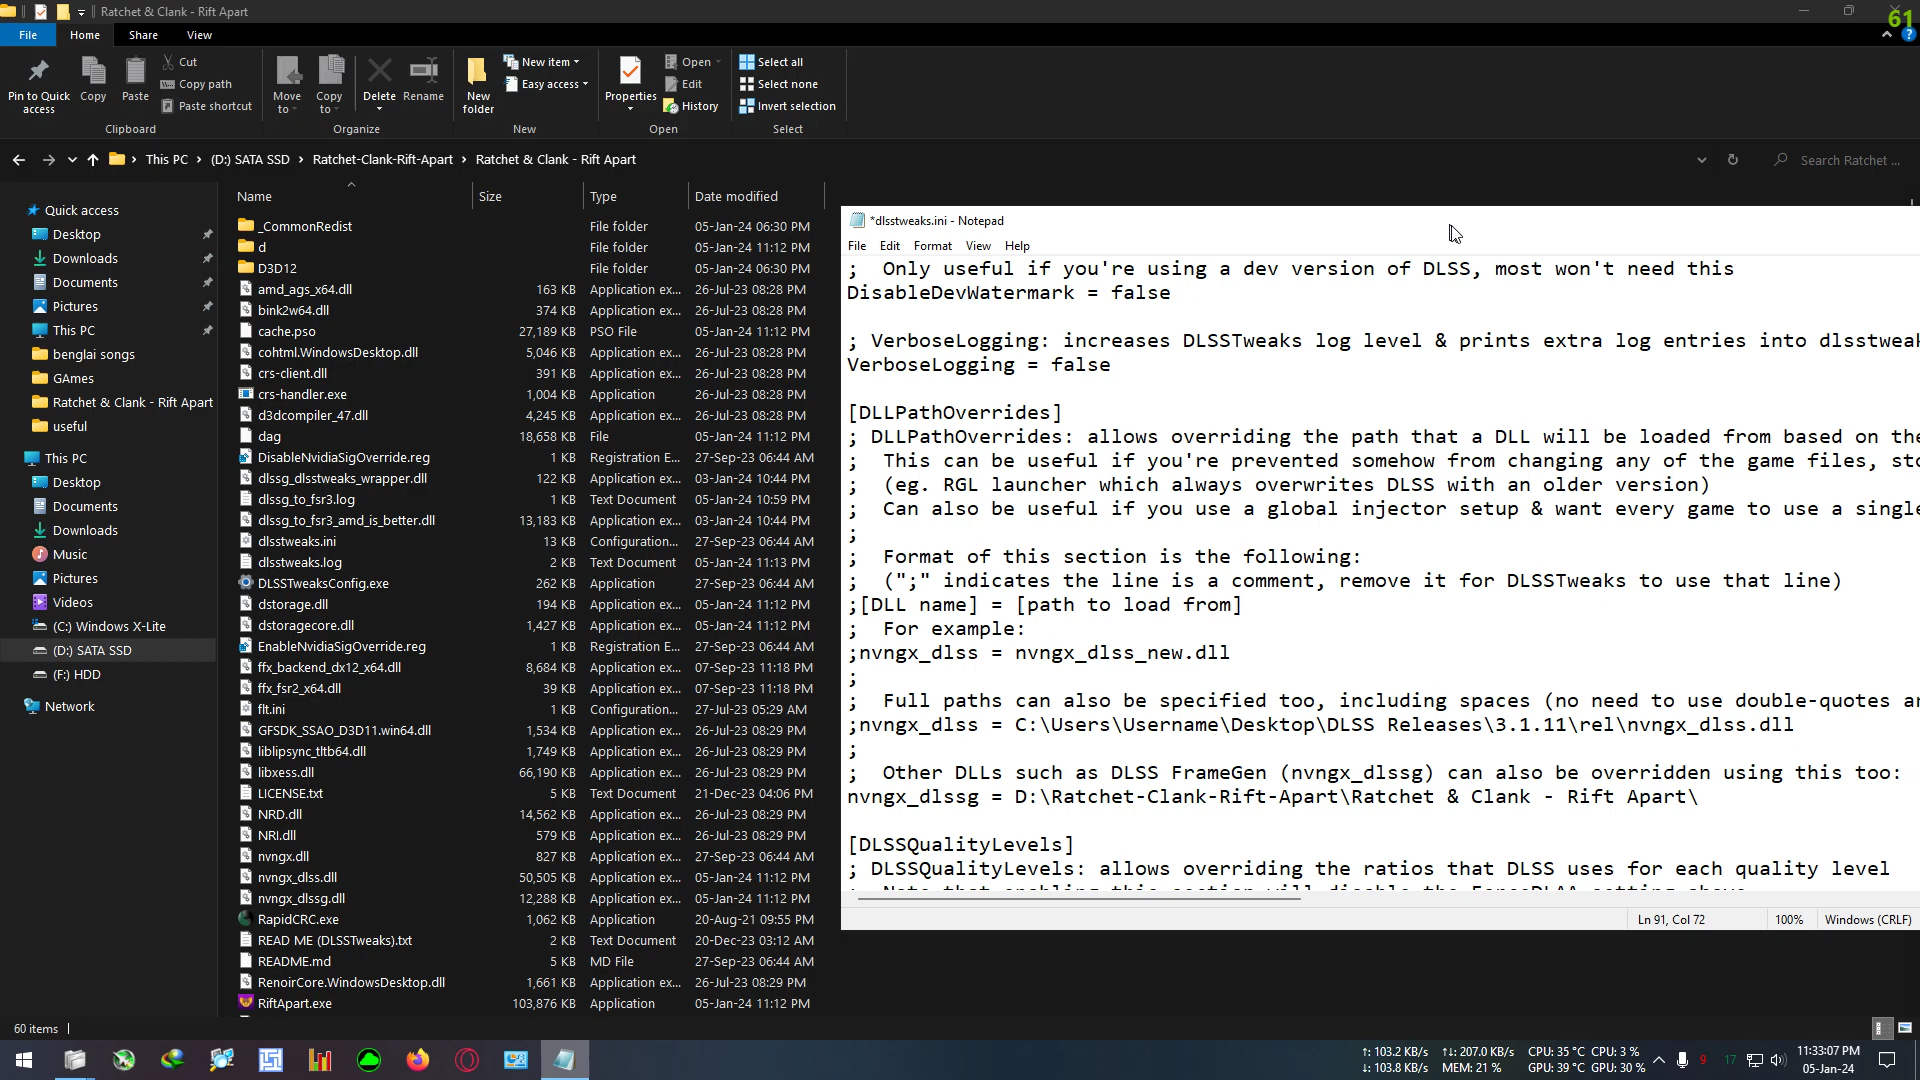 Ratchet & Clank - Rift Apart
61
File Home Share View
Pin to Quick access
Copy
Paste
Cut
Copy path
Paste shortcut
Clipboard
Move to
Copy to
Delete
Rename
Organize
New folder
New item
Easy access
New
Properties
Open
Edit
History
Open
Select all
Select none
Invert selection
Select
This PC › (D:) SATA SSD › Ratchet-Clank-Rift-Apart › Ratchet & Clank - Rift Apart
Search Ratchet ...
Quick access
Desktop
Downloads
Documents
Pictures
This PC
benglai songs
GAmes
Ratchet & Clank - Rift Apart
useful
This PC
Desktop
Documents
Downloads
Music
Pictures
Videos
(C:) Windows X-Lite
(D:) SATA SSD
(F:) HDD
Network
Name Size Type Date modified
_CommonRedist File folder 05-Jan-24 06:30 PM
d File folder 05-Jan-24 11:12 PM
D3D12 File folder 05-Jan-24 06:30 PM
amd_ags_x64.dll 163 KB Application ex... 26-Jul-23 08:28 PM
bink2w64.dll 374 KB Application ex... 26-Jul-23 08:28 PM
cache.pso 27,189 KB PSO File 05-Jan-24 11:12 PM
cohtml.WindowsDesktop.dll 5,046 KB Application ex... 26-Jul-23 08:28 PM
crs-client.dll 391 KB Application ex... 26-Jul-23 08:28 PM
crs-handler.exe 1,004 KB Application 26-Jul-23 08:28 PM
d3dcompiler_47.dll 4,245 KB Application ex... 26-Jul-23 08:28 PM
dag 18,658 KB File 05-Jan-24 11:12 PM
DisableNvidiaSigOverride.reg 1 KB Registration E... 27-Sep-23 06:44 AM
dlssg_dlsstweaks_wrapper.dll 122 KB Application ex... 03-Jan-24 10:44 PM
dlssg_to_fsr3.log 1 KB Text Document 05-Jan-24 10:59 PM
dlssg_to_fsr3_amd_is_better.dll 13,183 KB Application ex... 03-Jan-24 10:44 PM
dlsstweaks.ini 13 KB Configuration... 27-Sep-23 06:44 AM
dlsstweaks.log 2 KB Text Document 05-Jan-24 11:13 PM
DLSSTweaksConfig.exe 262 KB Application 27-Sep-23 06:44 AM
dstorage.dll 194 KB Application ex... 05-Jan-24 11:12 PM
dstoragecore.dll 1,427 KB Application ex... 05-Jan-24 11:12 PM
EnableNvidiaSigOverride.reg 1 KB Registration E... 27-Sep-23 06:44 AM
ffx_backend_dx12_x64.dll 8,684 KB Application ex... 07-Sep-23 11:18 PM
ffx_fsr2_x64.dll 39 KB Application ex... 07-Sep-23 11:18 PM
flt.ini 1 KB Configuration... 27-Jul-23 05:29 AM
GFSDK_SSAO_D3D11.win64.dll 1,534 KB Application ex... 26-Jul-23 08:29 PM
liblipsync_tltb64.dll 1,749 KB Application ex... 26-Jul-23 08:29 PM
libxess.dll 66,190 KB Application ex... 26-Jul-23 08:29 PM
LICENSE.txt 5 KB Text Document 21-Dec-23 04:06 PM
NRD.dll 14,562 KB Application ex... 26-Jul-23 08:29 PM
NRI.dll 579 KB Application ex... 26-Jul-23 08:29 PM
nvngx.dll 827 KB Application ex... 27-Sep-23 06:44 AM
nvngx_dlss.dll 50,505 KB Application ex... 05-Jan-24 11:12 PM
nvngx_dlssg.dll 12,288 KB Application ex... 05-Jan-24 11:12 PM
RapidCRC.exe 1,062 KB Application 20-Aug-21 09:55 PM
READ ME (DLSSTweaks).txt 2 KB Text Document 20-Dec-23 03:12 AM
README.md 5 KB MD File 27-Sep-23 06:44 AM
RenoirCore.WindowsDesktop.dll 1,661 KB Application ex... 26-Jul-23 08:29 PM
RiftApart.exe 103,876 KB Application 05-Jan-24 11:12 PM
*dlsstweaks.ini - Notepad
File Edit Format View Help
;  Only useful if you're using a dev version of DLSS, most won't need this
DisableDevWatermark = false
; VerboseLogging: increases DLSSTweaks log level & prints extra log entries into dlsstweak
VerboseLogging = false
[DLLPathOverrides]
; DLLPathOverrides: allows overriding the path that a DLL will be loaded from based on the
;  This can be useful if you're prevented somehow from changing any of the game files, sto
;  (eg. RGL launcher which always overwrites DLSS with an older version)
;  Can also be useful if you use a global injector setup & want every game to use a single
;
;  Format of this section is the following:
;  (";" indicates the line is a comment, remove it for DLSSTweaks to use that line)
;[DLL name] = [path to load from]
;  For example:
;nvngx_dlss = nvngx_dlss_new.dll
;
;  Full paths can also be specified too, including spaces (no need to use double-quotes a
;nvngx_dlss = C:\Users\Username\Desktop\DLSS Releases\3.1.11\rel\nvngx_dlss.dll
;
;  Other DLLs such as DLSS FrameGen (nvngx_dlssg) can also be overridden using this too:
nvngx_dlssg = D:\Ratchet-Clank-Rift-Apart\Ratchet & Clank - Rift Apart\
[DLSSQualityLevels]
; DLSSQualityLevels: allows overriding the ratios that DLSS uses for each quality level
;  Note that enabling this section will disable the ForceDLAA setting above
Ln 91, Col 72 100% Windows (CRLF)
60 items
↑: 103.2 KB/s ↑↓: 207.0 KB/s CPU: 35 °C CPU: 3 %
↓: 103.8 KB/s MEM: 21 % GPU: 39 °C GPU: 30 %
9
17
11:33:07 PM
05-Jan-24